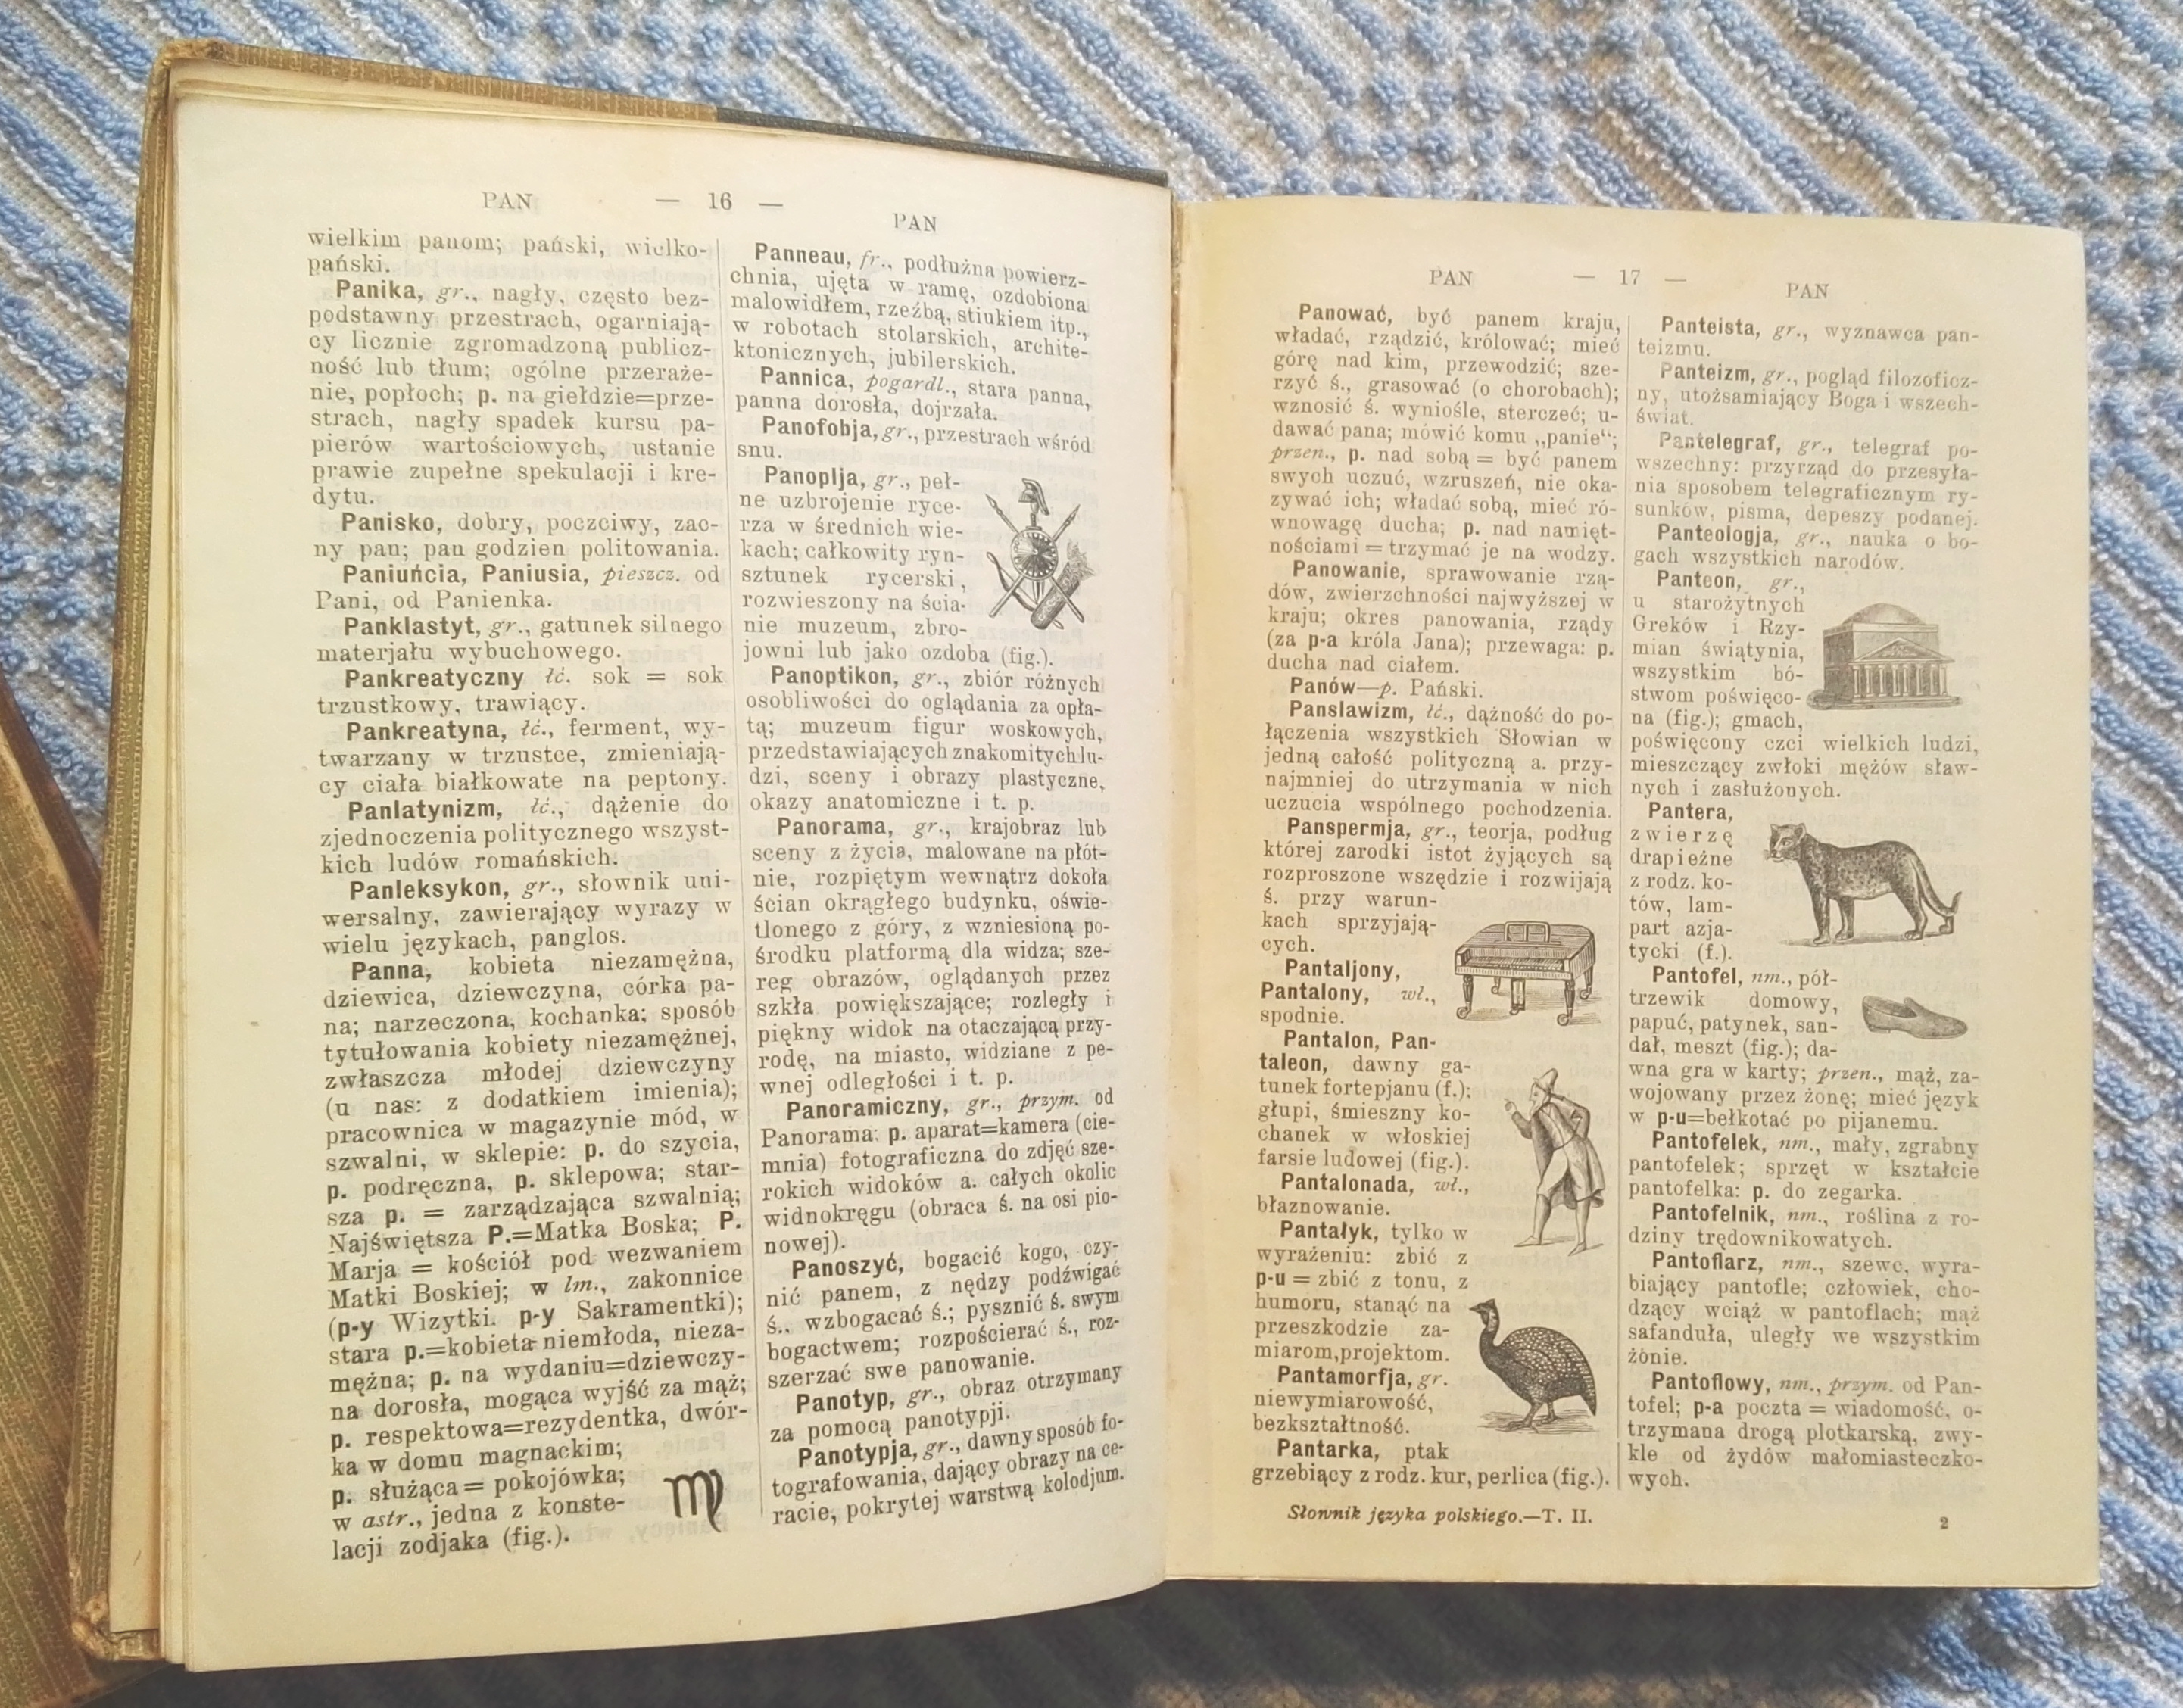 PAN — 16 — PAN
wielkim panom; pański, wielko-
pański.
Panika, gr., nagły, często bez-
podstawny przestrach, ogarniają-
cy licznie zgromadzoną publicz-
ność lub tłum; ogólne przeraże-
nie, popłoch; p. na giełdzie=prze-
strach, nagły spadek kursu pa-
pierów wartościowych, ustanie
prawie zupełne spekulacji i kre-
dytu.
Panisko, dobry, poczciwy, zac-
ny pan; pan godzien politowania.
Paniuńcia, Paniusia, pieszcz. od
Pani, od Panienka.
Panklastyt, gr., gatunek silnego
materjału wybuchowego.
Pankreatyczny łć. sok = sok
trzustkowy, trawiący.
Pankreatyna, łć., ferment, wy-
twarzany w trzustce, zmieniają-
cy ciała białkowate na peptony.
Panlatynizm, łć., dążenie do
zjednoczenia politycznego wszyst-
kich ludów romańskich.
Panleksykon, gr., słownik uni-
wersalny, zawierający wyrazy w
wielu językach, panglos.
Panna, kobieta niezamężna,
dziewica, dziewczyna, córka pa-
na; narzeczona, kochanka; sposób
tytułowania kobiety niezamężnej,
zwłaszcza młodej dziewczyny
(u nas: z dodatkiem imienia);
pracownica w magazynie mód, w
szwalni, w sklepie: p. do szycia,
p. podręczna, p. sklepowa; star-
sza p. = zarządzająca szwalnią;
Najświętsza P.=Matka Boska; P.
Marja = kościół pod wezwaniem
Matki Boskiej; w lm., zakonnice
(p-y Wizytki. p-y Sakramentki);
stara p.=kobieta niemłoda, nieza-
mężna; p. na wydaniu=dziewczy-
na dorosła, mogąca wyjść za mąż;
p. respektowa=rezydentka, dwór-
ka w domu magnackim;
p. służąca= pokojówka;
w astr., jedna z konste-
lacji zodjaka (fig.).
Panneau, fr., podłużna powierz-
chnia, ujęta w ramę, ozdobiona
malowidłem, rzeźbą, stiukiem itp.,
w robotach stolarskich, archite-
ktonicznych, jubilerskich.
Pannica, pogardl., stara panna,
panna dorosła, dojrzała.
Panofobja, gr., przestrach wśród
snu.
Panoplja, gr., peł-
ne uzbrojenie ryce-
rza w średnich wie-
kach; całkowity ryn-
sztunek rycerski,
rozwieszony na ścia-
nie muzeum, zbro-
jowni lub jako ozdoba (fig.).
Panoptikon, gr., zbiór różnych
osobliwości do oglądania za opła-
tą; muzeum figur woskowych,
przedstawiających znakomitych lu-
dzi, sceny i obrazy plastyczne,
okazy anatomiczne i t. p.
Panorama, gr., krajobraz lub
sceny z życia, malowane na płót-
nie, rozpiętym wewnątrz dokoła
ścian okrągłego budynku, oświe-
tlonego z góry, z wzniesioną po-
środku platformą dla widza; sze-
reg obrazów, oglądanych przez
szkła powiększające; rozległy i
piękny widok na otaczającą przy-
rodę, na miasto, widziane z pe-
wnej odległości i t. p.
Panoramiczny, gr., przym. od
Panorama: p. aparat=kamera (cie-
mnia) fotograficzna do zdjęć sze-
rokich widoków a. całych okolic
widnokręgu (obraca ś. na osi pio-
nowej).
Panoszyć, bogacić kogo, czy-
nić panem, z nędzy podźwigać
ś., wzbogacać ś.; pysznić ś. swym
bogactwem; rozpościerać ś., roz-
szerzać swe panowanie.
Panotyp, gr., obraz otrzymany
za pomocą panotypji.
Panotypja, gr., dawny sposób fo-
tografowania, dający obrazy na ce-
racie, pokrytej warstwą kolodjum.
PAN — 17 — PAN
Panować, być panem kraju,
władać, rządzić, królować; mieć
górę nad kim, przewodzić; sze-
rzyć ś., grasować (o chorobach);
wznosić ś. wyniośle, sterczeć; u-
dawać pana; mówić komu „panie“;
przen., p. nad sobą = być panem
swych uczuć, wzruszeń, nie oka-
zywać ich; władać sobą, mieć ró-
wnowagę ducha; p. nad namięt-
nościami = trzymać je na wodzy.
Panowanie, sprawowanie rzą-
dów, zwierzchności najwyższej w
kraju; okres panowania, rządy
(za p-a króla Jana); przewaga: p.
ducha nad ciałem.
Panów—p. Pański.
Panslawizm, łć., dążność do po-
łączenia wszystkich Słowian w
jedną całość polityczną a. przy-
najmniej do utrzymania w nich
uczucia wspólnego pochodzenia.
Panspermja, gr., teorja, podług
której zarodki istot żyjących są
rozproszone wszędzie i rozwijają
ś. przy warun-
kach sprzyjają-
cych.
Pantaljony,
Pantalony, wł.,
spodnie.
Pantalon, Pan-
taleon, dawny ga-
tunek fortepjanu (f.);
głupi, śmieszny ko-
chanek w włoskiej
farsie ludowej (fig.).
Pantalonada, wł.,
błaznowanie.
Pantałyk, tylko w
wyrażeniu: zbić z
p-u = zbić z tonu, z
humoru, stanąć na
przeszkodzie za-
miarom, projektom.
Pantamorfja, gr.
niewymiarowość,
bezkształtność.
Pantarka, ptak
grzebiący z rodz. kur, perlica (fig.).
Panteista, gr., wyznawca pan-
teizmu.
Panteizm, gr., pogląd filozoficz-
ny, utożsamiający Boga i wszech-
świat.
Pantelegraf, gr., telegraf po-
wszechny: przyrząd do przesyła-
nia sposobem telegraficznym ry-
sunków, pisma, depeszy podanej.
Panteologja, gr., nauka o bo-
gach wszystkich narodów.
Panteon, gr.,
u starożytnych
Greków i Rzy-
mian świątynia,
wszystkim bó-
stwom poświęco-
na (fig.); gmach,
poświęcony czci wielkich ludzi,
mieszczący zwłoki mężów sław-
nych i zasłużonych.
Pantera,
zwierzę
drapieżne
z rodz. ko-
tów, lam-
part azja-
tycki (f.).
Pantofel, nm., pół-
trzewik domowy,
papuć, patynek, san-
dał, meszt (fig.); da-
wna gra w karty; przen., mąż, za-
wojowany przez żonę; mieć język
w p-u=bełkotać po pijanemu.
Pantofelek, nm., mały, zgrabny
pantofelek; sprzęt w kształcie
pantofelka: p. do zegarka.
Pantofelnik, nm., roślina z ro-
dziny trędownikowatych.
Pantoflarz, nm., szewc, wyra-
biający pantofle; człowiek, cho-
dzący wciąż w pantoflach; mąż
safanduła, uległy we wszystkim
żonie.
Pantoflowy, nm., przym. od Pan-
tofel; p-a poczta = wiadomość, o-
trzymana drogą plotkarską, zwy-
kle od żydów małomiasteczko-
wych.
Słownik języka polskiego.—T. II. 2